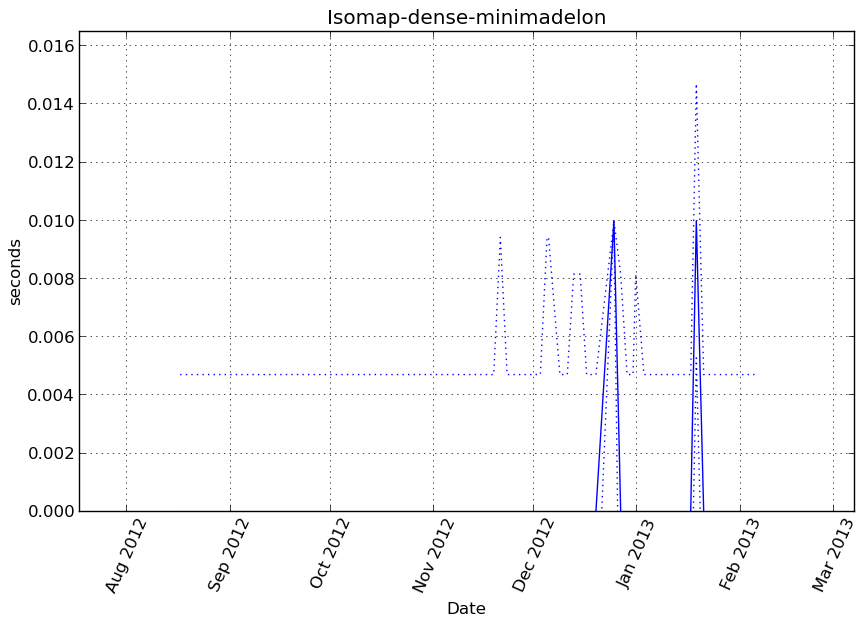 Isomap-dense-minimadelon
0.016
0.014
0.012
0.010
0.008
0.006
0.004
0.002
0.000
seconds
Aug 2012
Sep 2012
Oct 2012
Nov 2012
Dec 2012
Jan 2013
Feb 2013
Mar 2013
Date